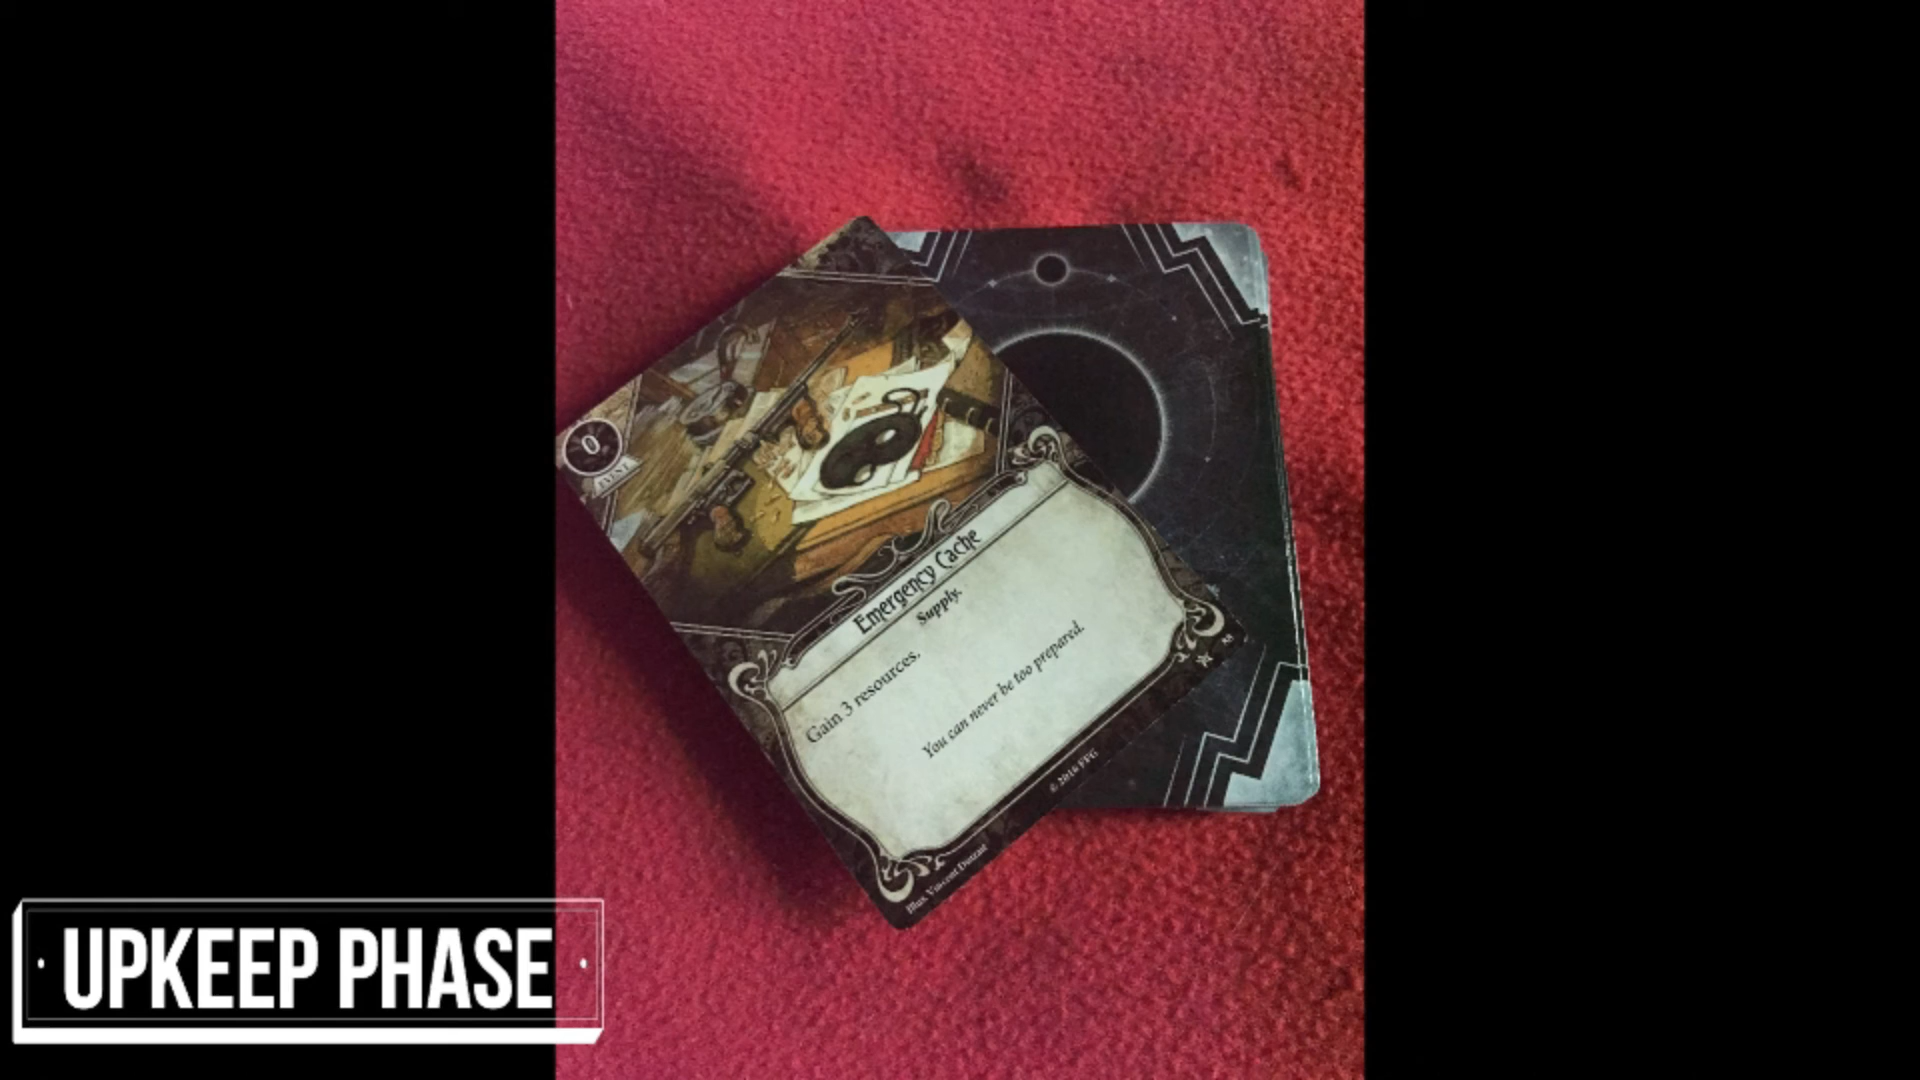 0
EVENT
Emergency Cache
Supply.
Gain 3 resources.
You can never be too prepared.
Illus. Vincent Dutrait
© 2016 FFG
UPKEEP PHASE